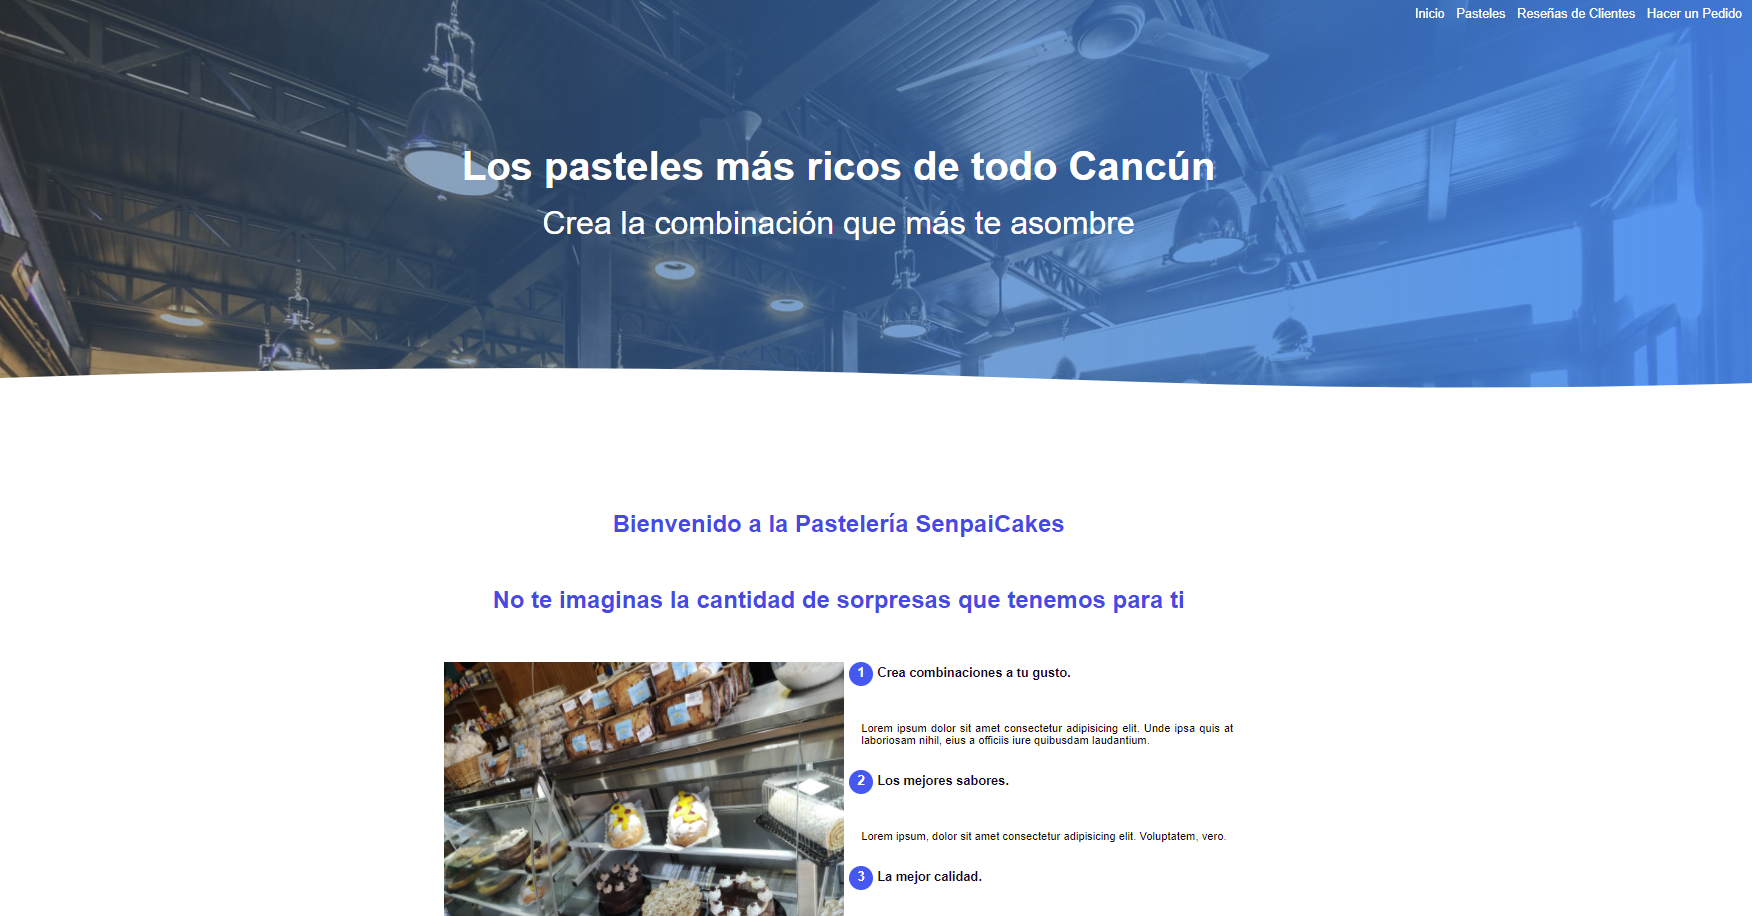 Inicio Pasteles Reseñas de Clientes Hacer un Pedido
Los pasteles más ricos de todo Cancún
Crea la combinación que más te asombre
Bienvenido a la Pastelería SenpaiCakes
No te imaginas la cantidad de sorpresas que tenemos para ti
1 Crea combinaciones a tu gusto.
Lorem ipsum dolor sit amet consectetur adipisicing elit. Unde ipsa quis at
laboriosam nihil, eius a officiis iure quibusdam laudantium.
2 Los mejores sabores.
Lorem ipsum, dolor sit amet consectetur adipisicing elit. Voluptatem, vero.
3 La mejor calidad.